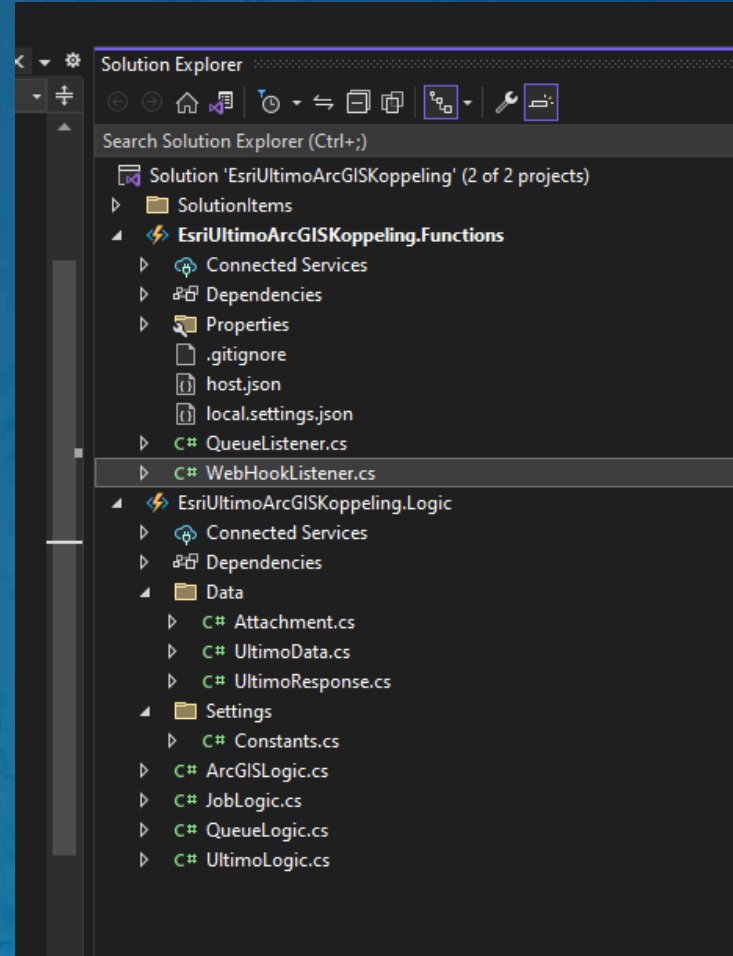 Solution Explorer
Search Solution Explorer (Ctrl+;)
Solution 'EsriUltimoArcGISKoppeling' (2 of 2 projects)
SolutionItems
EsriUltimoArcGISKoppeling.Functions
Connected Services
Dependencies
Properties
.gitignore
host.json
local.settings.json
C# QueueListener.cs
C# WebHookListener.cs
EsriUltimoArcGISKoppeling.Logic
Connected Services
Dependencies
Data
C# Attachment.cs
C# UltimoData.cs
C# UltimoResponse.cs
Settings
C# Constants.cs
C# ArcGISLogic.cs
C# JobLogic.cs
C# QueueLogic.cs
C# UltimoLogic.cs